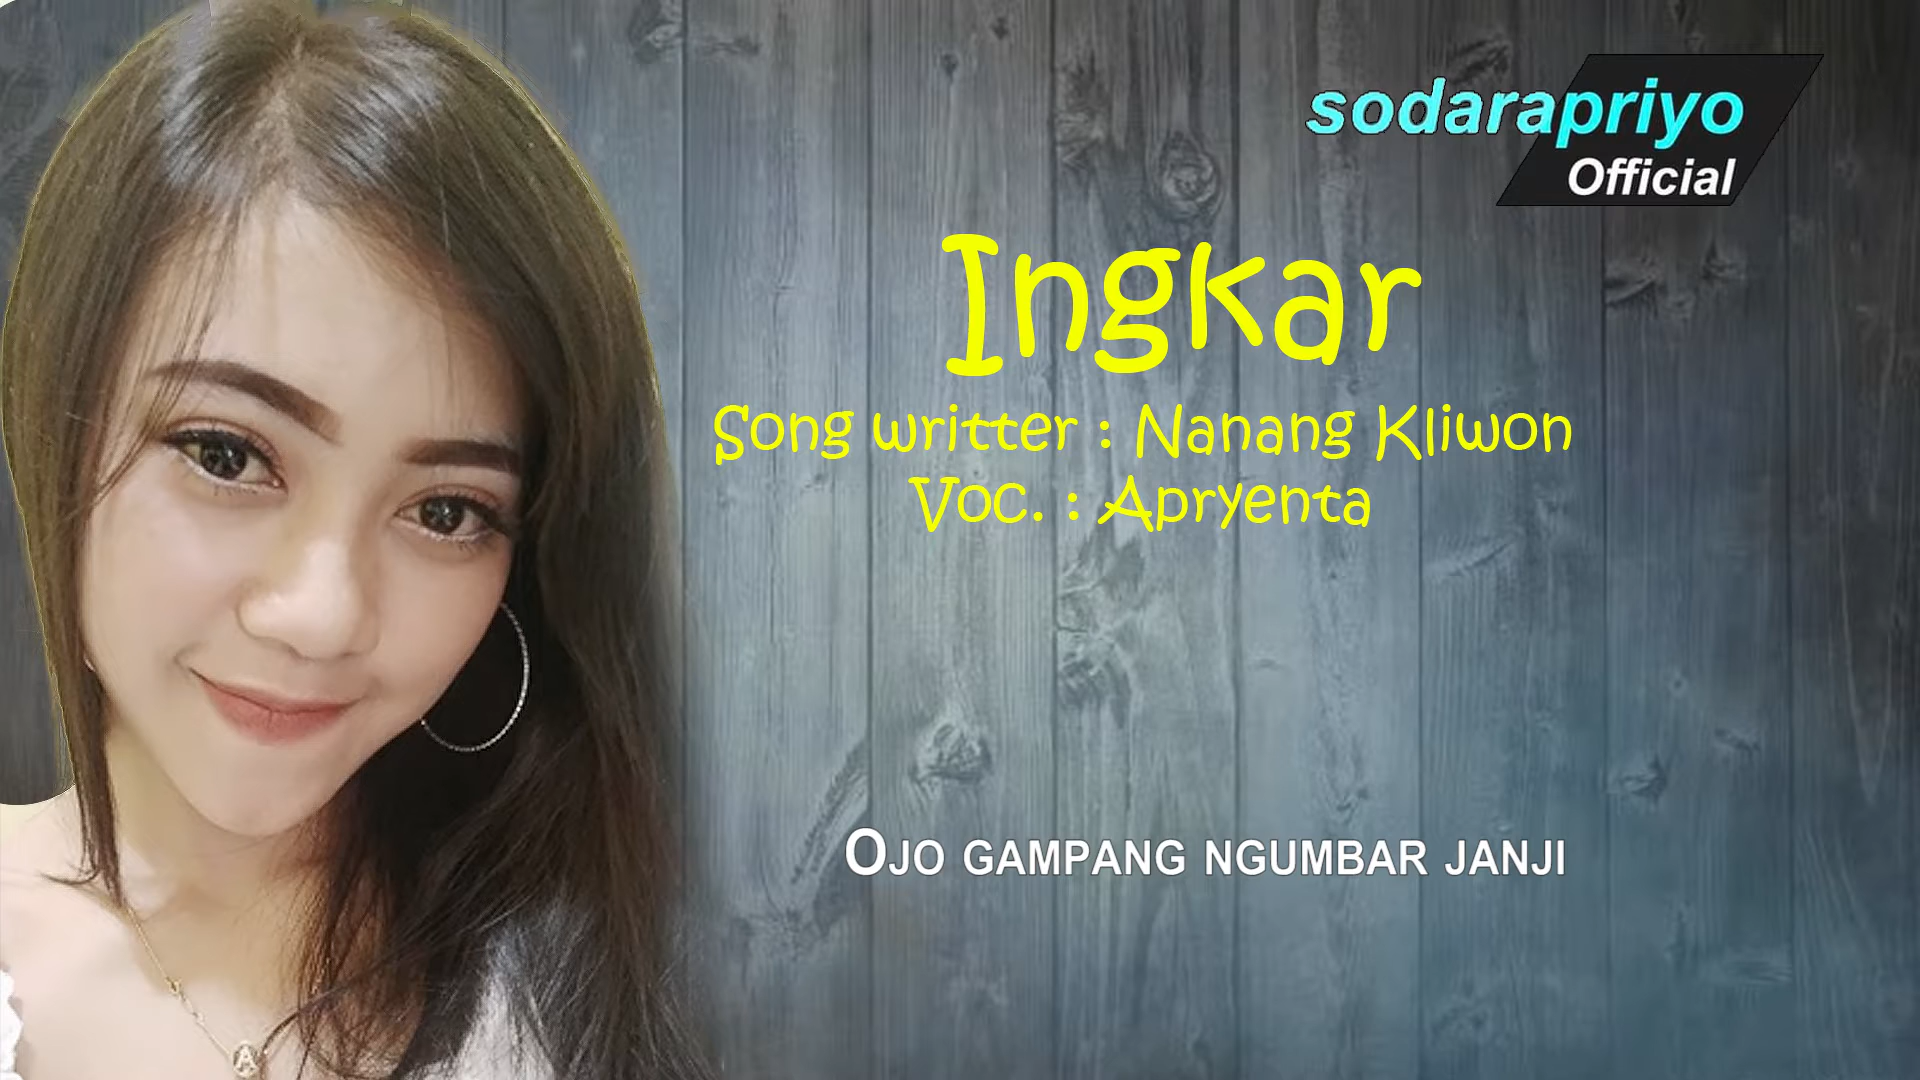 sodarapriyo
Official
Ingkar
Song writter : Nanang Kliwon
Voc. : Apryenta
OJO GAMPANG NGUMBAR JANJI
A